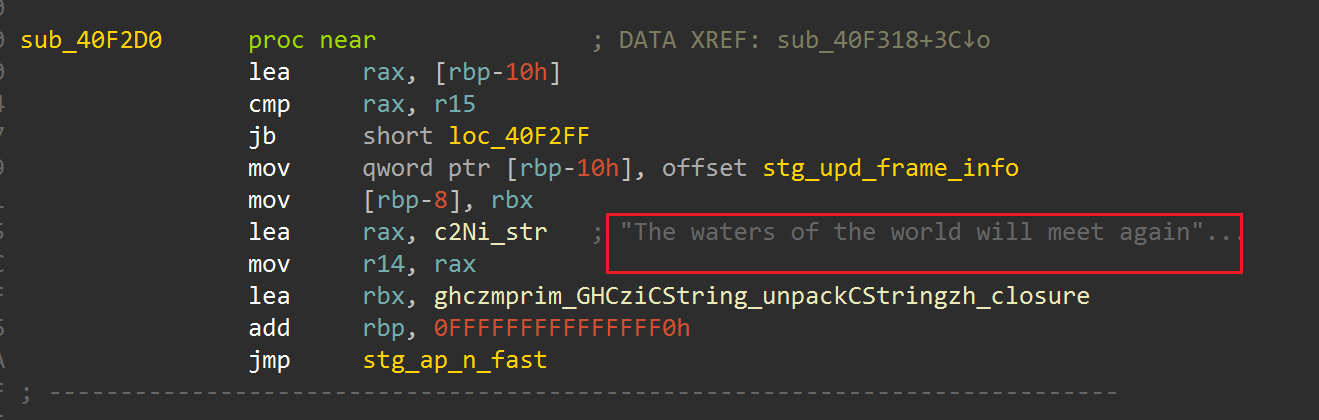 sub_40F2D0 proc near ; DATA XREF: sub_40F318+3C↓o
lea rax, [rbp-10h]
cmp rax, r15
jb short loc_40F2FF
mov qword ptr [rbp-10h], offset stg_upd_frame_info
mov [rbp-8], rbx
lea rax, c2Ni_str ; "The waters of the world will meet again"...
mov r14, rax
lea rbx, ghczmprim_GHCziCString_unpackCStringzh_closure
add rbp, 0FFFFFFFFFFFFFFF0h
jmp stg_ap_n_fast
; ---------------------------------------------------------------------------